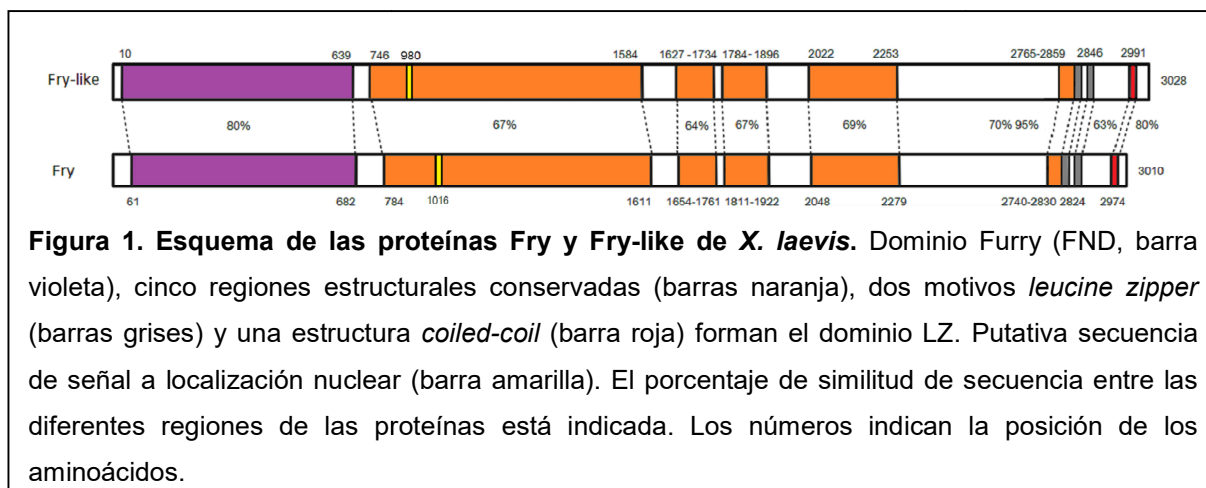 10 639 746 980 1584 1627 -1734 1784- 1896 2022 2253 2765-2859 2846 2991
Fry-like 3028
80% 67% 64% 67% 69% 70% 95% 63% 80%
Fry 3010
61 682 784 1016 1611 1654-1761 1811-1922 2048 2279 2740-2830 2824 2974
Figura 1. Esquema de las proteínas Fry y Fry-like de X. laevis. Dominio Furry (FND, barra
violeta), cinco regiones estructurales conservadas (barras naranja), dos motivos leucine zipper
(barras grises) y una estructura coiled-coil (barra roja) forman el dominio LZ. Putativa secuencia
de señal a localización nuclear (barra amarilla). El porcentaje de similitud de secuencia entre las
diferentes regiones de las proteínas está indicada. Los números indican la posición de los
aminoácidos.